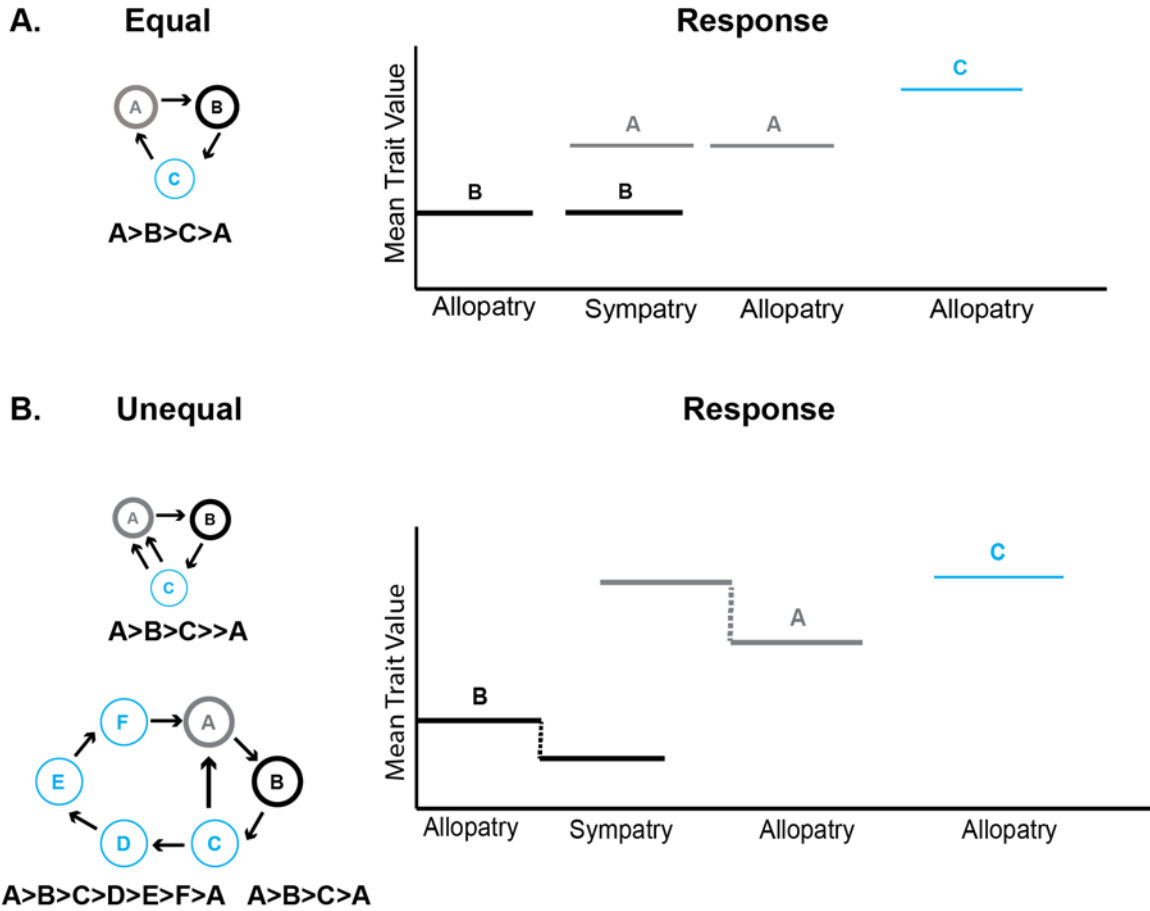 A. Equal Response
A B
C
A>B>C>A
Mean Trait Value
C
A A
B B
Allopatry Sympatry Allopatry Allopatry
B. Unequal Response
A B
C
A>B>C>>A
F A
E B
D C
A>B>C>D>E>F>A A>B>C>A
Mean Trait Value
C
A
B
Allopatry Sympatry Allopatry Allopatry